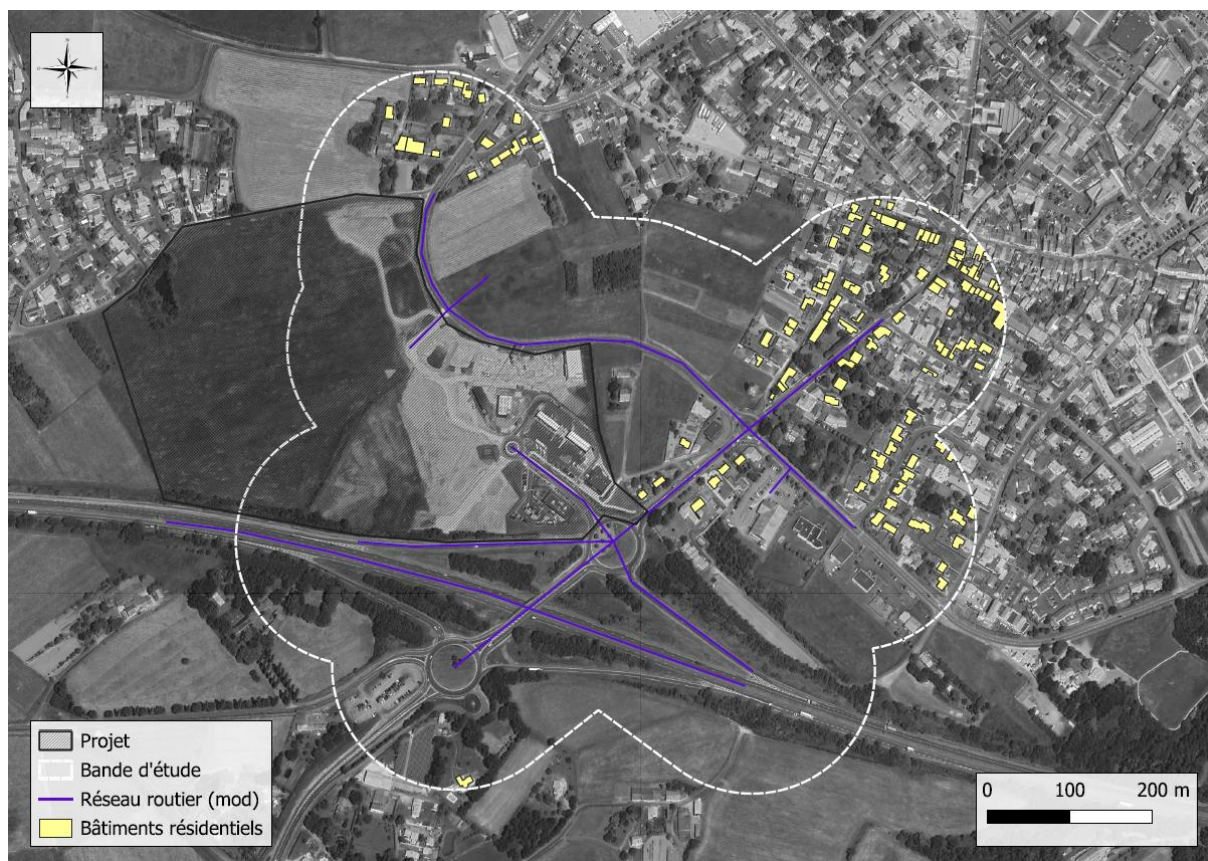 Projet
Bande d'étude
Réseau routier (mod)
Bâtiments résidentiels
0 100 200 m